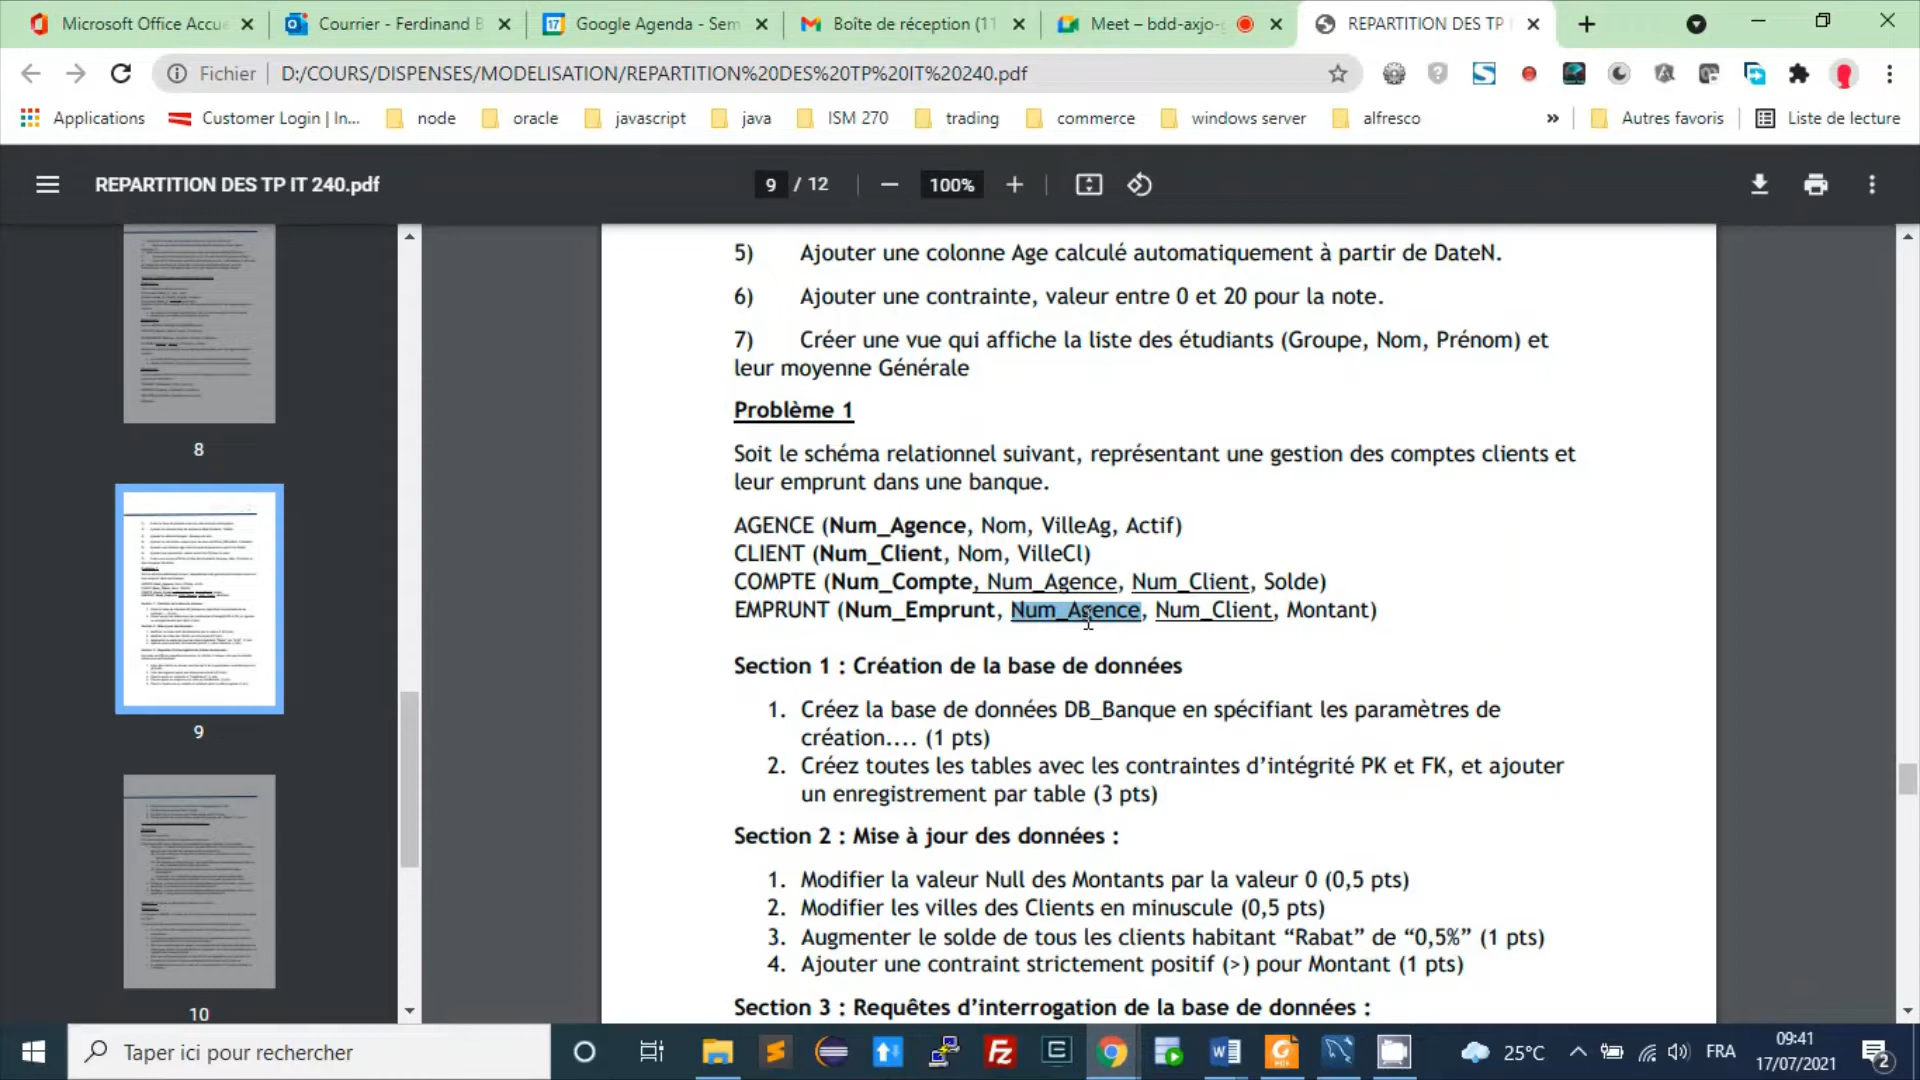 Microsoft Office Accue
Courrier - Ferdinand B
Google Agenda - Sem
Boîte de réception (11
Meet – bdd-axjo-
REPARTITION DES TP
Fichier
D:/COURS/DISPENSES/MODELISATION/REPARTITION%20DES%20TP%20IT%20240.pdf
Applications
Customer Login | In...
node
oracle
javascript
java
ISM 270
trading
commerce
windows server
alfresco
»
Autres favoris
Liste de lecture
REPARTITION DES TP IT 240.pdf
9 / 12
100%
8
9
10
5) Ajouter une colonne Age calculé automatiquement à partir de DateN.
6) Ajouter une contrainte, valeur entre 0 et 20 pour la note.
7) Créer une vue qui affiche la liste des étudiants (Groupe, Nom, Prénom) et
leur moyenne Générale
Problème 1
Soit le schéma relationnel suivant, représentant une gestion des comptes clients et
leur emprunt dans une banque.
AGENCE (Num_Agence, Nom, VilleAg, Actif)
CLIENT (Num_Client, Nom, VilleCl)
COMPTE (Num_Compte, Num_Agence, Num_Client, Solde)
EMPRUNT (Num_Emprunt, Num_Agence, Num_Client, Montant)
Section 1 : Création de la base de données
1. Créez la base de données DB_Banque en spécifiant les paramètres de
création.... (1 pts)
2. Créez toutes les tables avec les contraintes d’intégrité PK et FK, et ajouter
un enregistrement par table (3 pts)
Section 2 : Mise à jour des données :
1. Modifier la valeur Null des Montants par la valeur 0 (0,5 pts)
2. Modifier les villes des Clients en minuscule (0,5 pts)
3. Augmenter le solde de tous les clients habitant “Rabat” de “0,5%” (1 pts)
4. Ajouter une contraint strictement positif (>) pour Montant (1 pts)
Section 3 : Requêtes d’interrogation de la base de données :
Taper ici pour rechercher
25°C
FRA
09:41
17/07/2021
2